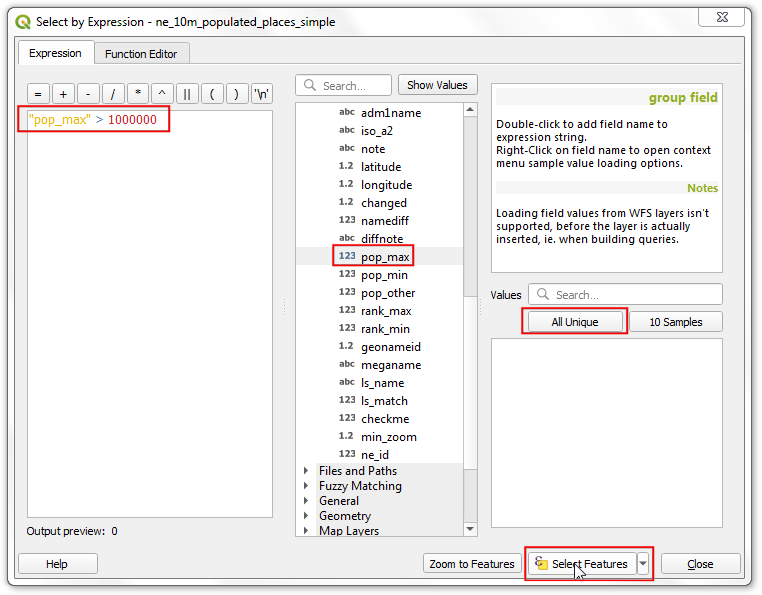 Select by Expression - ne_10m_populated_places_simple
Expression
Function Editor
= + - / * ^ || ( ) '\n'
"pop_max" > 1000000
Output preview: 0
Search...
Show Values
abc adm1name
abc iso_a2
abc note
1.2 latitude
1.2 longitude
1.2 changed
123 namediff
abc diffnote
123 pop_max
123 pop_min
123 pop_other
123 rank_max
123 rank_min
1.2 geonameid
abc meganame
abc ls_name
123 ls_match
123 checkme
1.2 min_zoom
123 ne_id
Files and Paths
Fuzzy Matching
General
Geometry
Map Layers
group field
Double-click to add field name to
expression string.
Right-Click on field name to open context
menu sample value loading options.
Notes
Loading field values from WFS layers isn't
supported, before the layer is actually
inserted, ie. when building queries.
Values
Search...
All Unique
10 Samples
Help
Zoom to Features
Select Features
Close